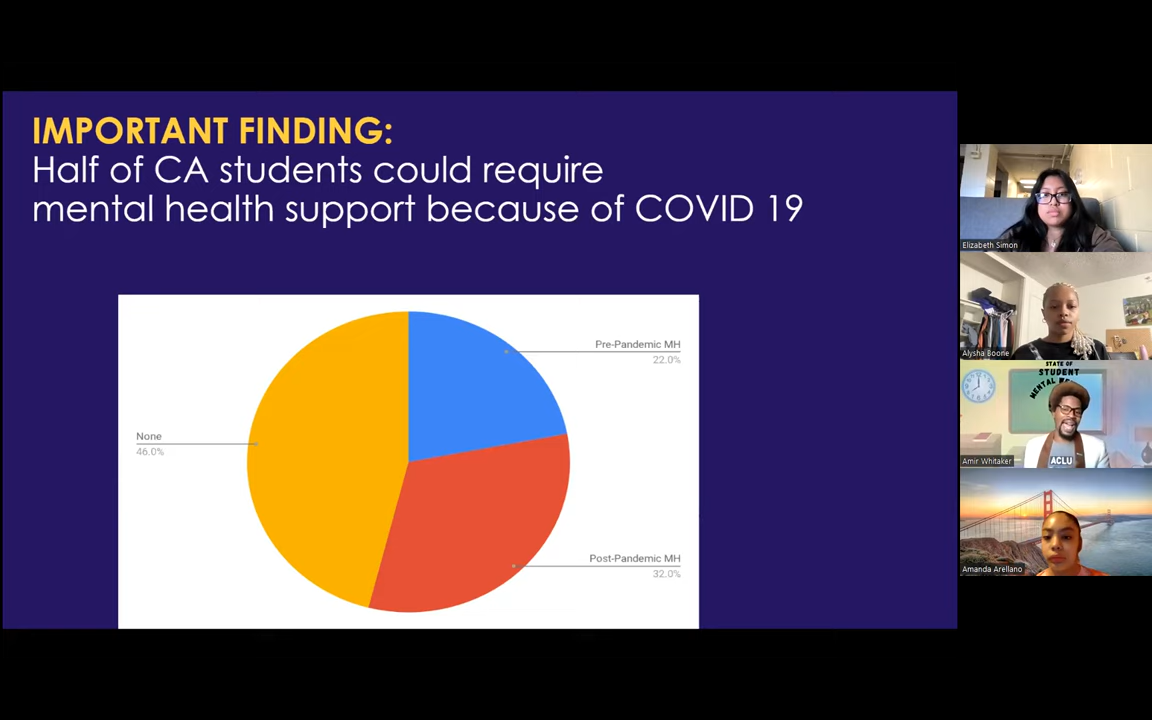 IMPORTANT FINDING:
Half of CA students could require
mental health support because of COVID 19
Pre-Pandemic MH
22.0%
None
46.0%
Post-Pandemic MH
32.0%
Elizabeth Simon
Alysha Boone
STATE OF
STUDENT
MENTAL
ACLU
Amir Whitaker
Amanda Arellano